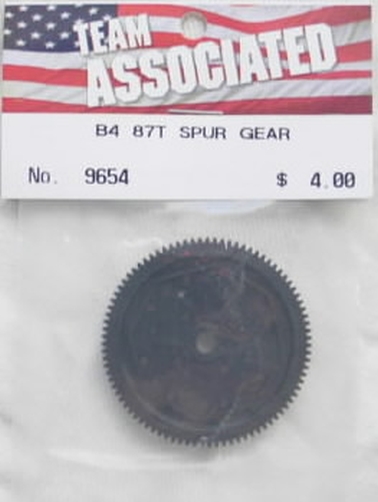 TEAM
ASSOCIATED
B4 87T SPUR GEAR
No. 9654 $ 4.00